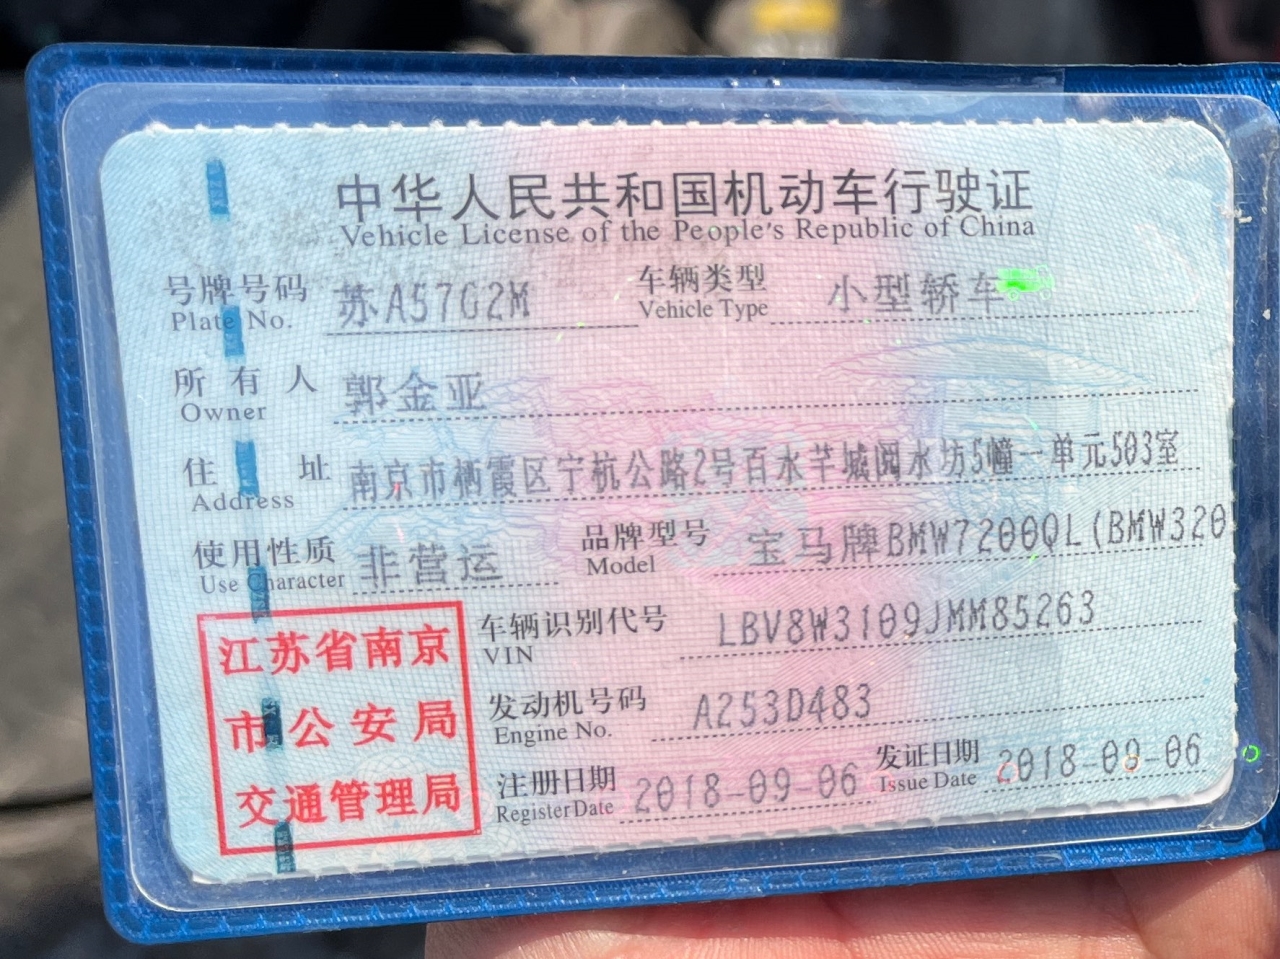 中华人民共和国机动车行驶证
Vehicle License of the People's Republic of China
号牌号码 苏A57G2M 车辆类型 小型轿车
Plate No. Vehicle Type
所有人 郭金亚
Owner
住址 南京市栖霞区宁杭公路2号百水芊城阅水坊5幢一单元503室
Address
使用性质 非营运 品牌型号 宝马牌BMW7200QL(BMW320
Use Character Model
江苏省南京
市公安局
交通管理局
车辆识别代号 LBV8W3109JMM85263
VIN
发动机号码 A253D483
Engine No.
注册日期 2018-09-06 发证日期 2018-09-06
Register Date Issue Date